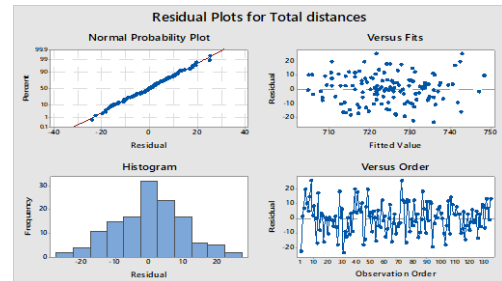 Residual Plots for Total distances
Normal Probability Plot
99.9
99
90
50
10
1
0.1
Percent
-40
-20
0
20
40
Residual
Versus Fits
20
10
0
-10
-20
Residual
710
720
730
740
750
Fitted Value
Histogram
30
20
10
0
Frequency
-20
-10
0
10
20
Residual
Versus Order
20
10
0
-10
-20
Residual
1 10 20 30 40 50 60 70 80 90 100 110 120 130
Observation Order